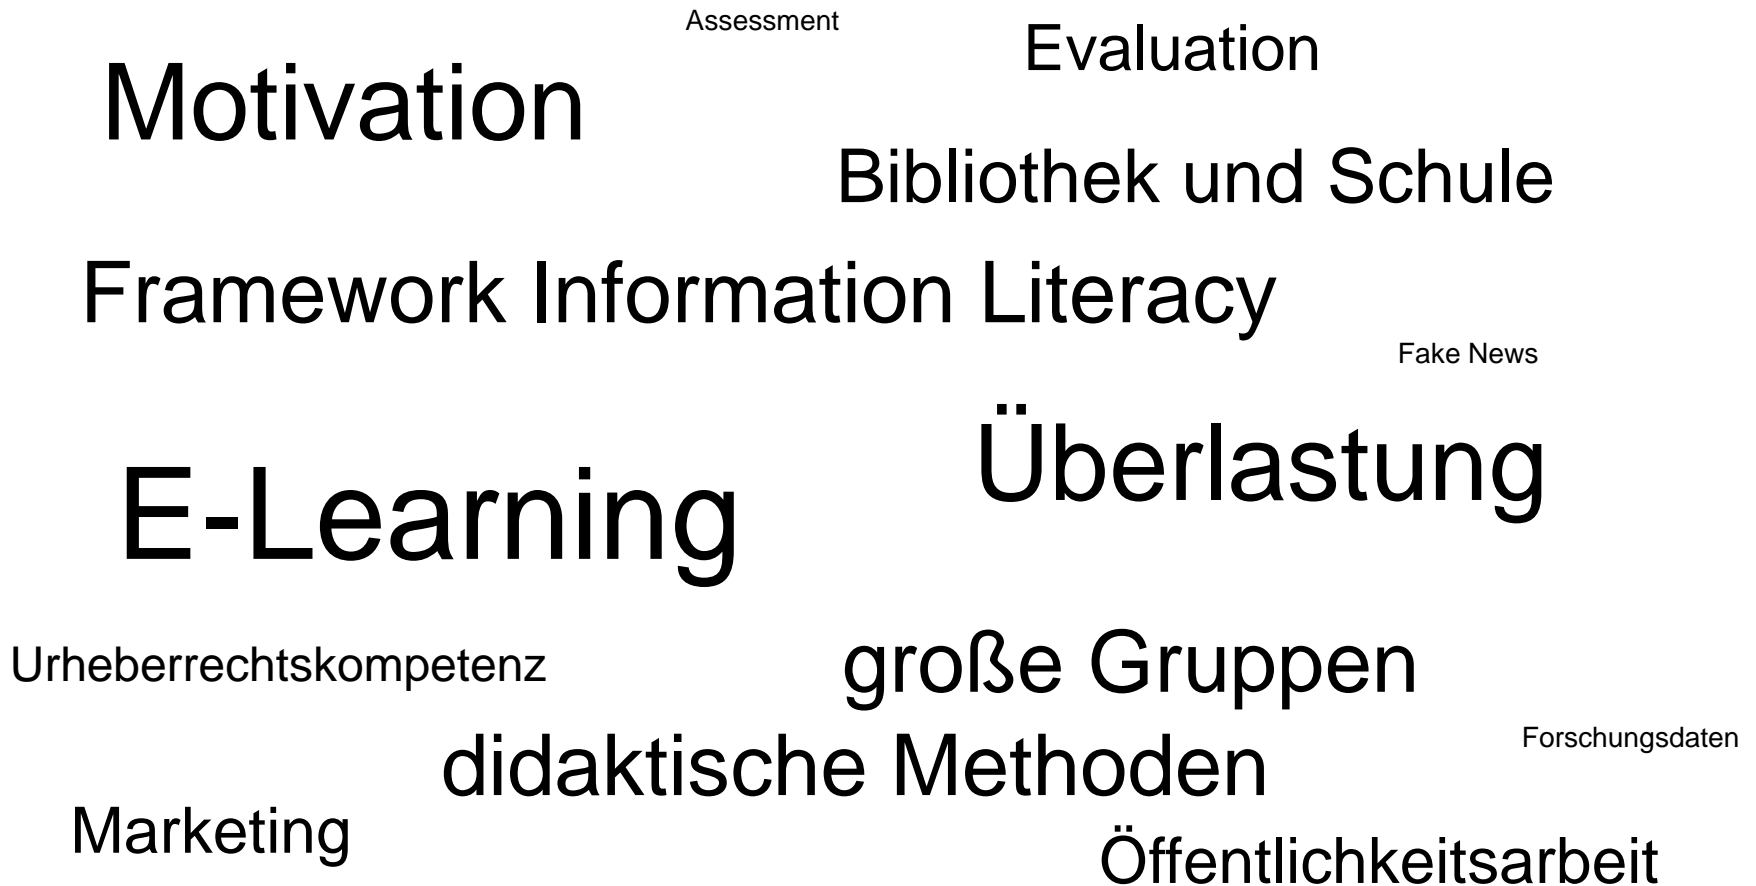 Assessment
Evaluation
Motivation
Bibliothek und Schule
Framework Information Literacy
Fake News
Überlastung
E-Learning
Urheberrechtskompetenz
große Gruppen
didaktische Methoden
Forschungsdaten
Marketing
Öffentlichkeitsarbeit